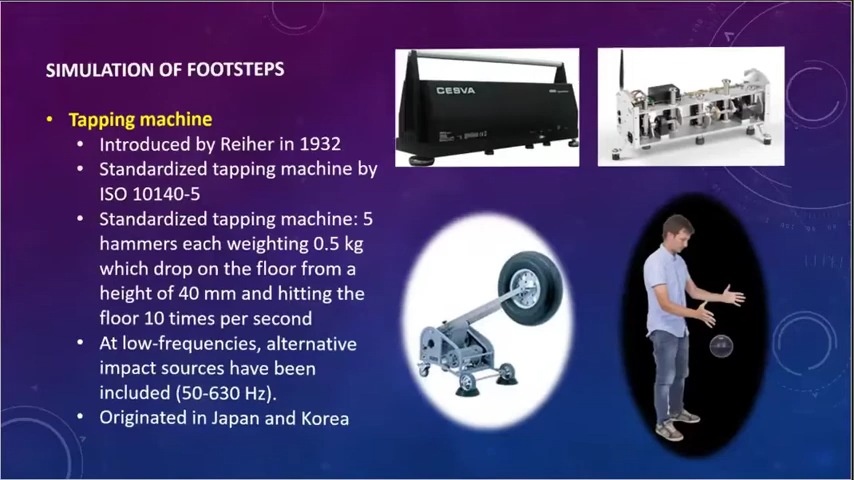 SIMULATION OF FOOTSTEPS
• Tapping machine
• Introduced by Reiher in 1932
• Standardized tapping machine by
ISO 10140-5
• Standardized tapping machine: 5
hammers each weighting 0.5 kg
which drop on the floor from a
height of 40 mm and hitting the
floor 10 times per second
• At low-frequencies, alternative
impact sources have been
included (50-630 Hz).
• Originated in Japan and Korea
CESVA